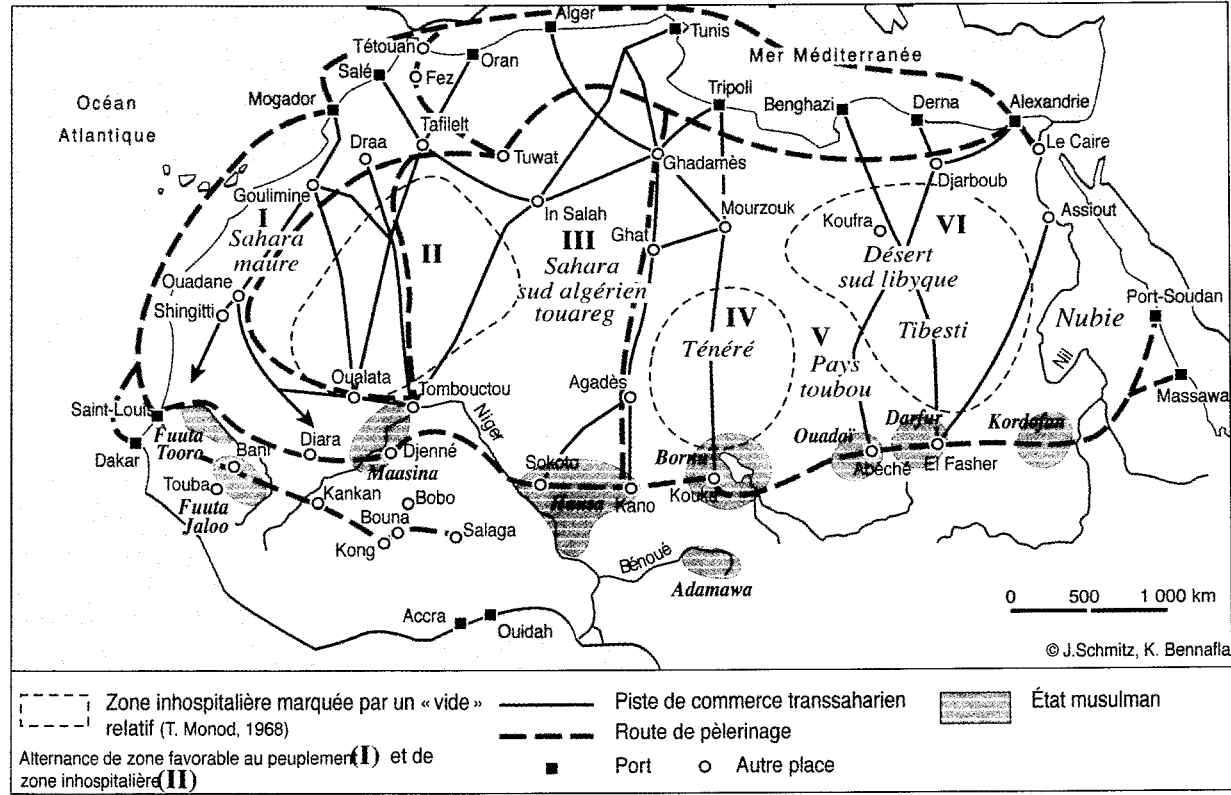 Alger
Tunis
Tétouan
Oran
Salé
Fez
Mer Méditerranée
Océan
Atlantique
Mogador
Tripoli
Benghazi
Derna
Alexandrie
Tafilelt
Draa
Tuwat
Ghadamès
Le Caire
Djarboub
Goulimine
In Salah
Mourzouk
Koufra
Assiout
I
Sahara
maure
II
III
Sahara
sud algérien
touareg
Ghat
VI
Désert
sud libyque
Ouadane
Shingitti
IV
Ténéré
V
Pays
toubou
Tibesti
Nubie
Port-Soudan
Nil
Massawa
Oualata
Tombouctou
Agadès
Niger
Saint-Louis
Dakar
Fuuta
Tooro
Baní
Diara
Djenné
Maasina
Sokoto
Hausa
Kano
Bornu
Kouka
Ouadaï
Abéché
Darfur
El Fasher
Kordofan
Touba
Fuuta
Jaloo
Kankan
Bobo
Bouna
Kong
Salaga
Bénoué
Adamawa
Accra
Ouidah
0 500 1 000 km
© J.Schmitz, K. Bennafla
Zone inhospitalière marquée par un « vide »
relatif (T. Monod, 1968)
Alternance de zone favorable au peuplement (I) et de
zone inhospitalière (II)
Piste de commerce transsaharien
Route de pèlerinage
Port
Autre place
État musulman